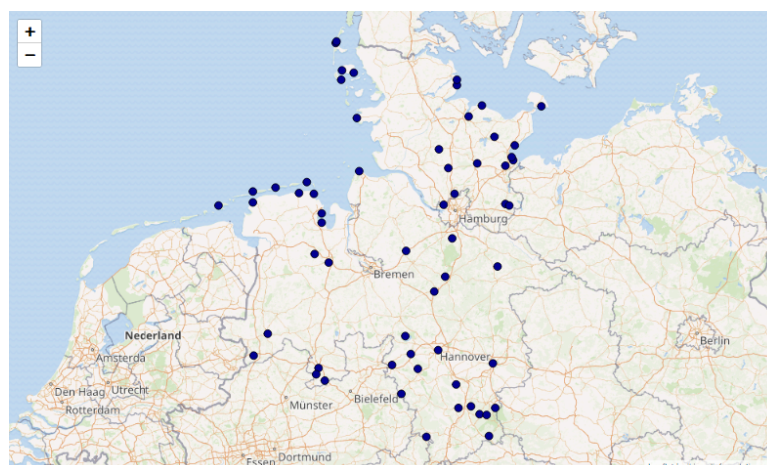 +
−
Hamburg
Bremen
Nederland
Amsterda
Berlin
Hannover
Den Haag
Utrecht
Rotterdam
Münster
Bielefeld
Essen
Dortmund